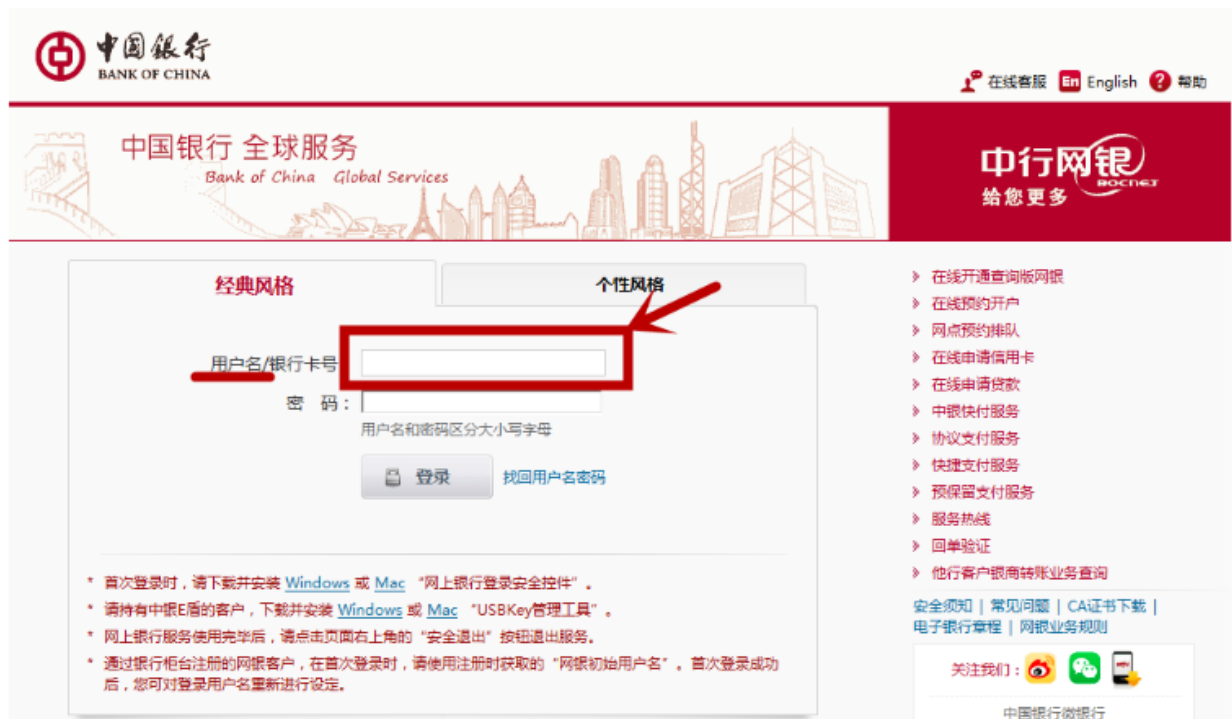 中国银行
BANK OF CHINA
在线客服 En English ? 帮助
中国银行 全球服务
Bank of China Global Services
中行网银
BOCNET
给您更多
经典风格
个性风格
用户名/银行卡号
密 码：
用户名和密码区分大小写字母
登录 找回用户名密码
* 首次登录时，请下载并安装 Windows 或 Mac “网上银行登录安全控件”。
* 请持有中银E盾的客户，下载并安装 Windows 或 Mac “USBKey管理工具”。
* 网上银行服务使用完毕后，请点击页面右上角的“安全退出”按钮退出服务。
* 通过银行柜台注册的网银客户，在首次登录时，请使用注册时获取的“网银初始用户名”。首次登录成功
后，您可对登录用户名重新进行设定。
在线开通查询版网银
在线预约开户
网点预约排队
在线申请信用卡
在线申请贷款
中银快付服务
协议支付服务
快捷支付服务
预保留支付服务
服务热线
回单验证
他行客户银商转账业务查询
安全须知 | 常见问题 | CA证书下载 |
电子银行章程 | 网银业务规则
关注我们：
中国银行微银行